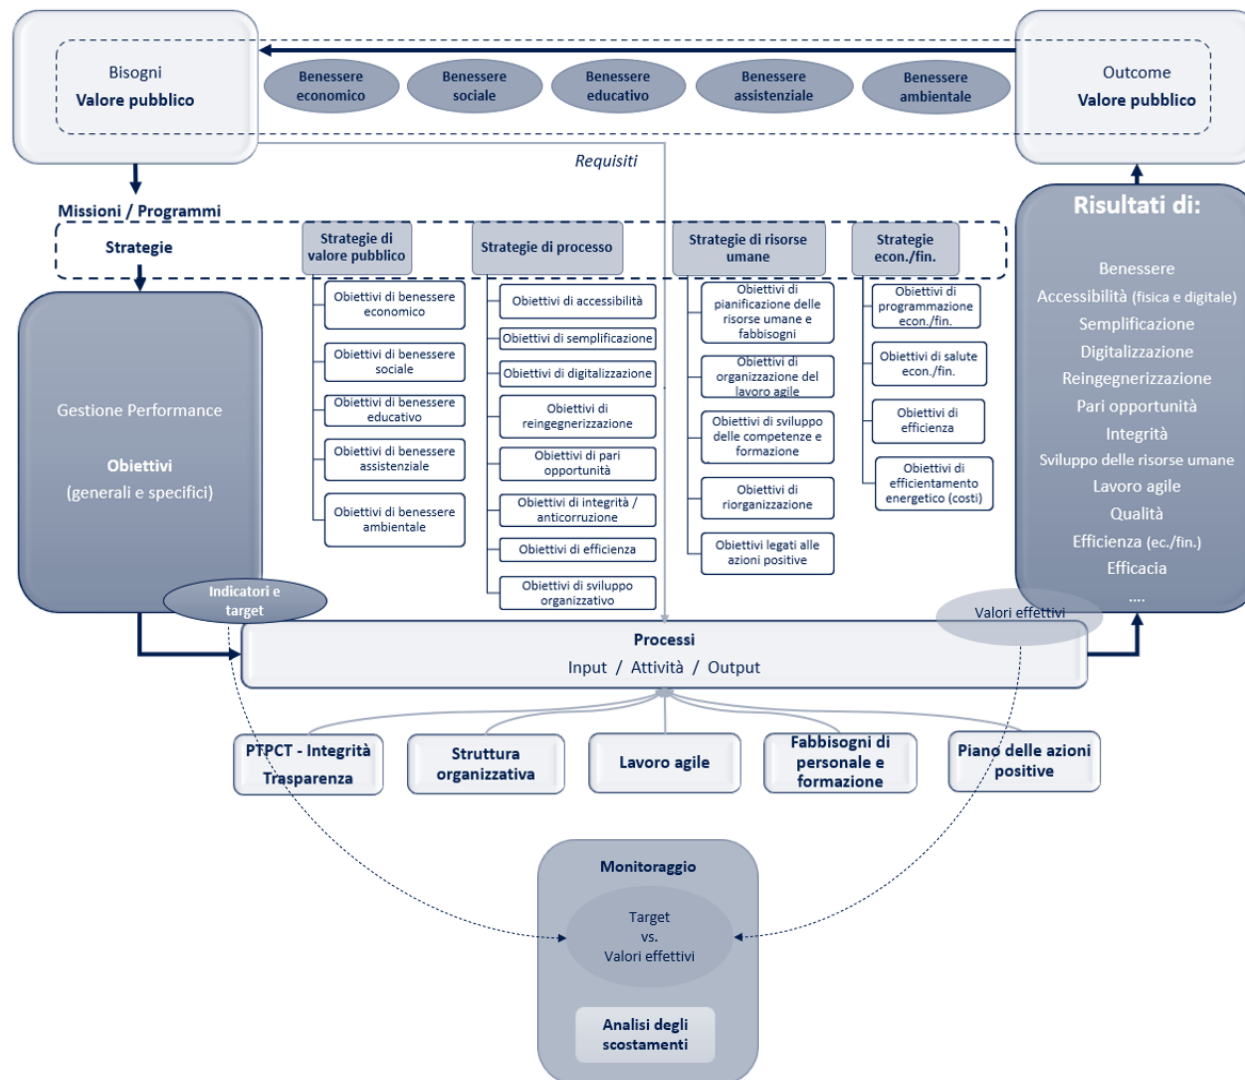 Bisogni
Valore pubblico
Benessere
economico
Benessere
sociale
Benessere
educativo
Benessere
assistenziale
Benessere
ambientale
Outcome
Valore pubblico
Requisiti
Missioni / Programmi
Strategie
Strategie di
valore pubblico
Obiettivi di benessere
economico
Obiettivi di benessere
sociale
Obiettivi di benessere
educativo
Obiettivi di benessere
assistenziale
Obiettivi di benessere
ambientale
Strategie di processo
Obiettivi di accessibilità
Obiettivi di semplificazione
Obiettivi di digitalizzazione
Obiettivi di
reingegnerizzazione
Obiettivi di pari
opportunità
Obiettivi di integrità /
anticorruzione
Obiettivi di efficienza
Obiettivi di sviluppo
organizzativo
Strategie di risorse
umane
Obiettivi di
pianificazione delle
risorse umane e
fabbisogni
Obiettivi di
organizzazione del
lavoro agile
Obiettivi di sviluppo
delle competenze e
formazione
Obiettivi di
riorganizzazione
Obiettivi legati alle
azioni positive
Strategie
econ./fin.
Obiettivi di
programmazione
econ./fin.
Obiettivi di salute
econ./fin.
Obiettivi di
efficienza
Obiettivi di
efficientamento
energetico (costi)
Gestione Performance
Obiettivi
(generali e specifici)
Indicatori e
target
Risultati di:
Benessere
Accessibilità (fisica e digitale)
Semplificazione
Digitalizzazione
Reingegnerizzazione
Pari opportunità
Integrità
Sviluppo delle risorse umane
Lavoro agile
Qualità
Efficienza (ec./fin.)
Efficacia
....
Valori effettivi
Processi
Input / Attività / Output
PTPCT - Integrità
Trasparenza
Struttura
organizzativa
Lavoro agile
Fabbisogni di
personale e
formazione
Piano delle azioni
positive
Monitoraggio
Target
vs.
Valori effettivi
Analisi degli
scostamenti